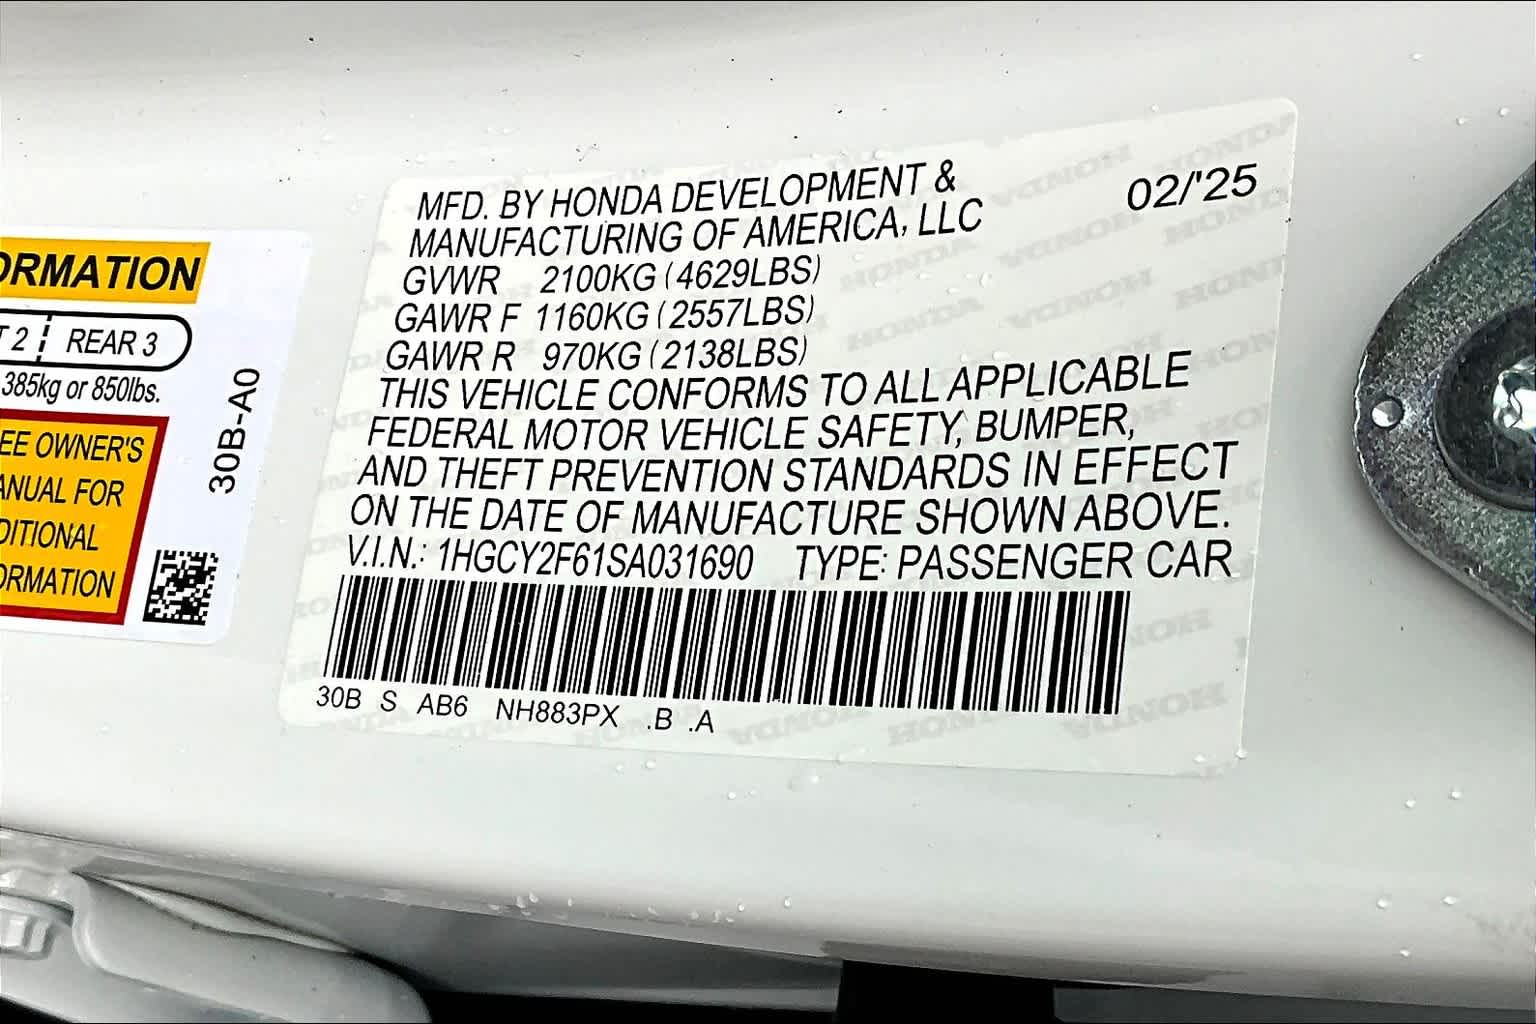 ORMATION
T 2 REAR 3
385kg or 850lbs.
EE OWNER'S
ANUAL FOR
DITIONAL
ORMATION
30B-A0
MFD. BY HONDA DEVELOPMENT &
MANUFACTURING OF AMERICA, LLC
02/'25
GVWR 2100KG (4629LBS)
GAWR F 1160KG (2557LBS)
GAWR R 970KG (2138LBS)
THIS VEHICLE CONFORMS TO ALL APPLICABLE
FEDERAL MOTOR VEHICLE SAFETY, BUMPER,
AND THEFT PREVENTION STANDARDS IN EFFECT
ON THE DATE OF MANUFACTURE SHOWN ABOVE.
V.I.N.: 1HGCY2F61SA031690 TYPE: PASSENGER CAR
30B S AB6 NH883PX .B .A